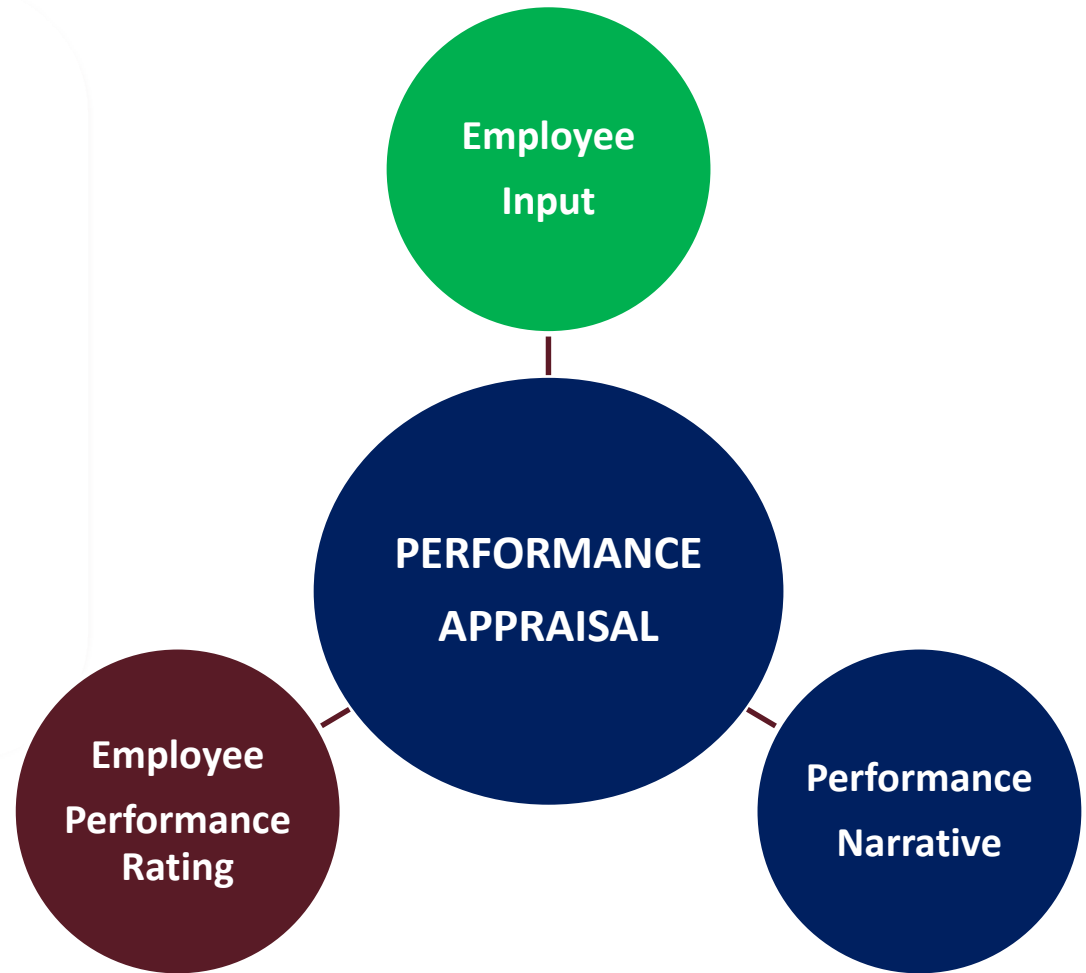 Employee
Input
PERFORMANCE
APPRAISAL
Employee
Performance
Rating
Performance
Narrative